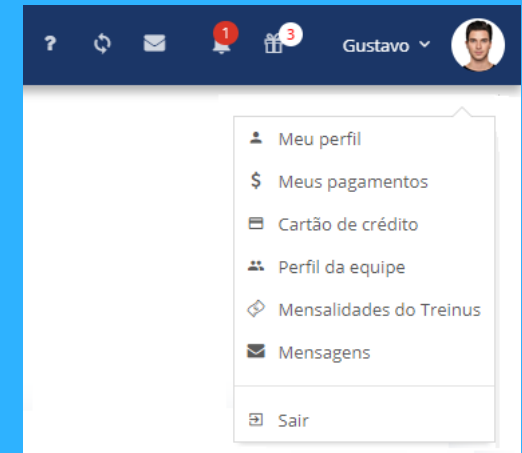 ?
1
3
Gustavo
Meu perfil
$ Meus pagamentos
Cartão de crédito
Perfil da equipe
Mensalidades do Treinus
Mensagens
Sair